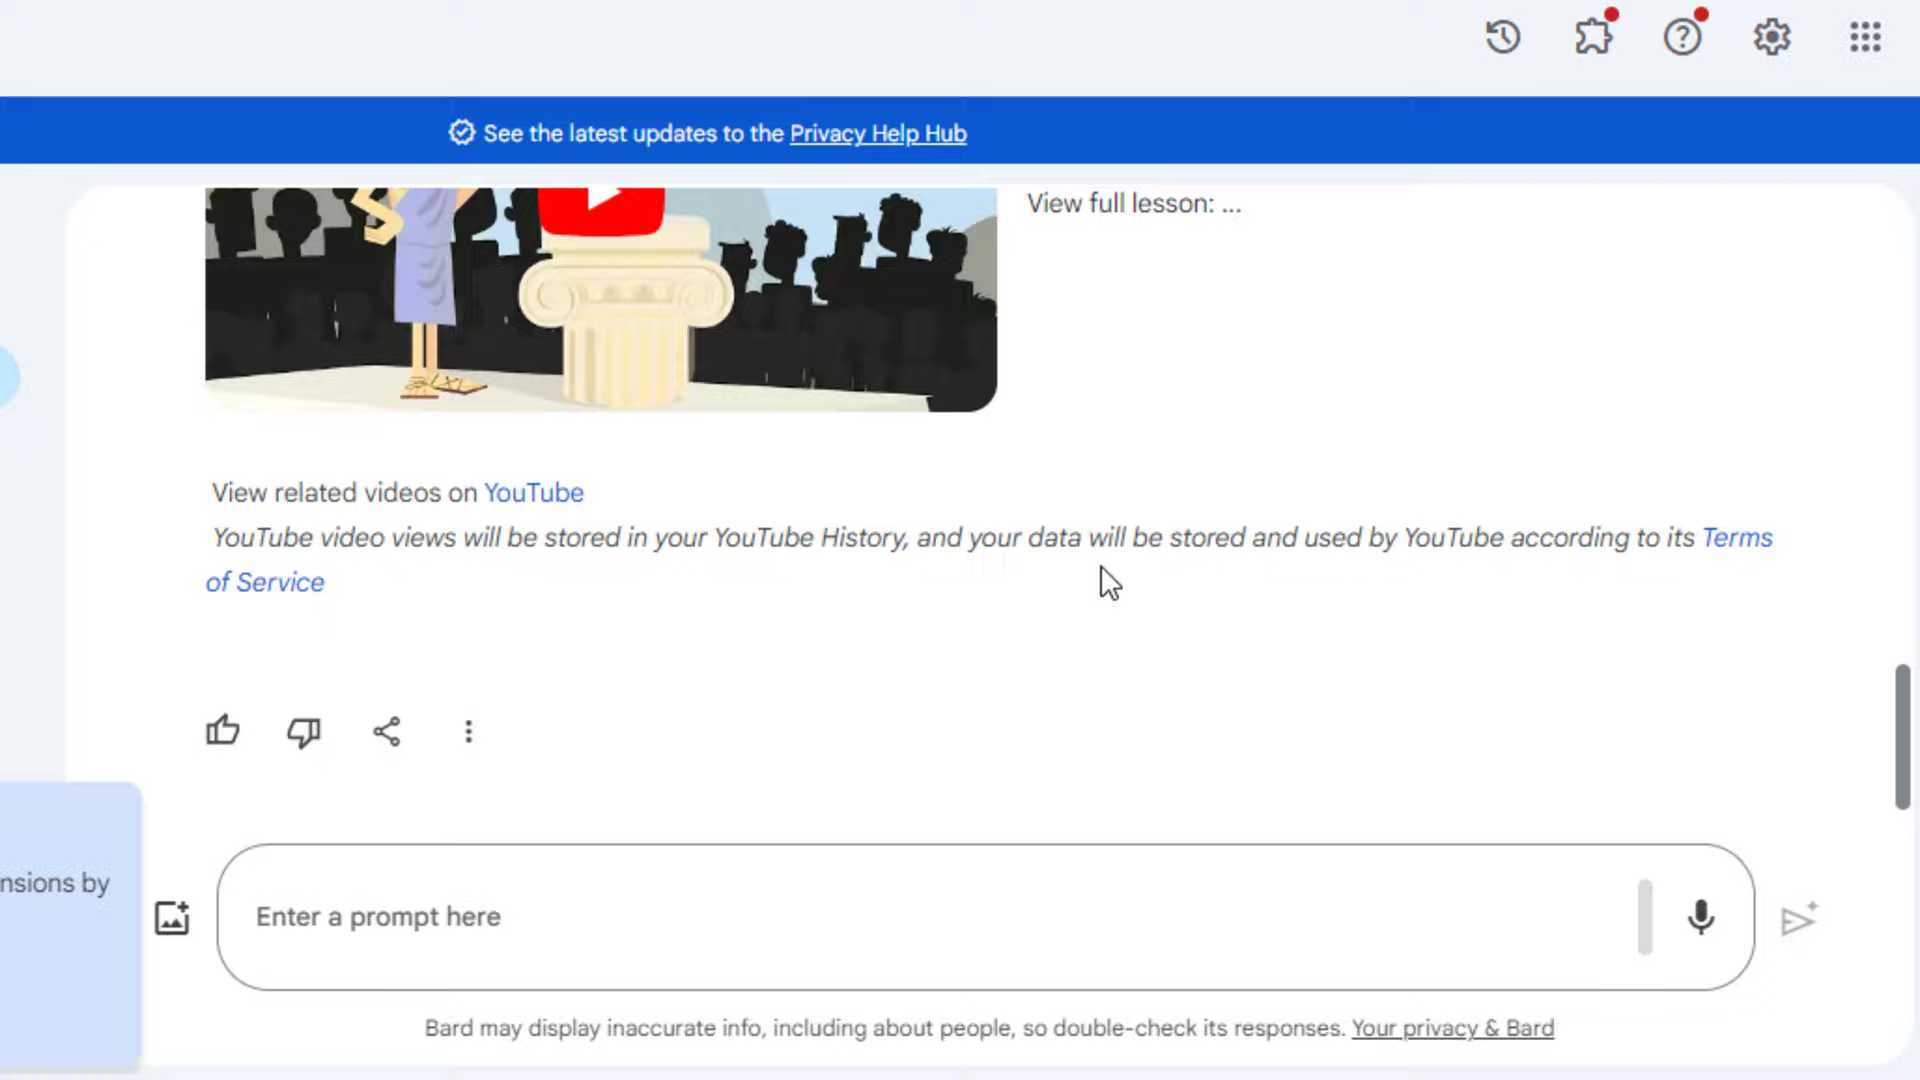 See the latest updates to the Privacy Help Hub
View full lesson: ...
View related videos on YouTube
YouTube video views will be stored in your YouTube History, and your data will be stored and used by YouTube according to its Terms
of Service
nsions by
Enter a prompt here
Bard may display inaccurate info, including about people, so double-check its responses. Your privacy & Bard